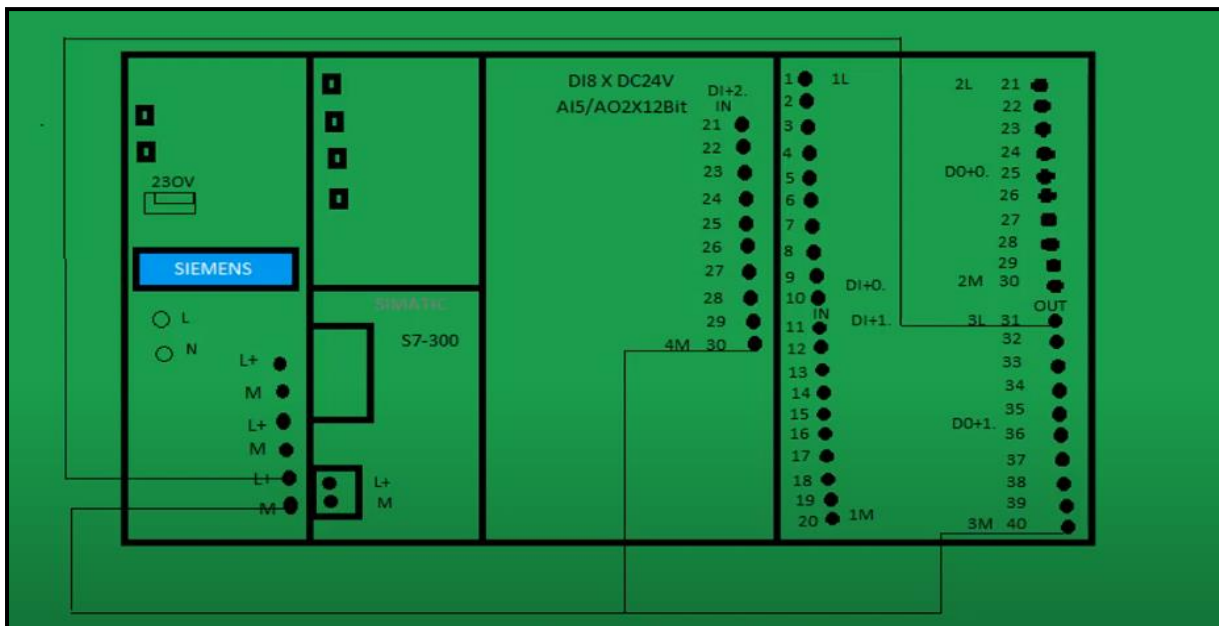 230V
SIEMENS
L
N
L+
M
L+
M
L+
M
SIMATIC
S7-300
L+
M
DI8 X DC24V
AI5/AO2X12Bit
DI+2.
IN
21
22
23
24
25
26
27
28
29
4M 30
1 1L
2
3
4
5
6
7
8
9
DI+0.
10
IN
11 DI+1.
12
13
14
15
16
17
18
19
20 1M
2L 21
22
23
24
D0+0. 25
26
27
28
29
2M 30
OUT
3L 31
32
33
34
35
D0+1.
36
37
38
39
3M 40